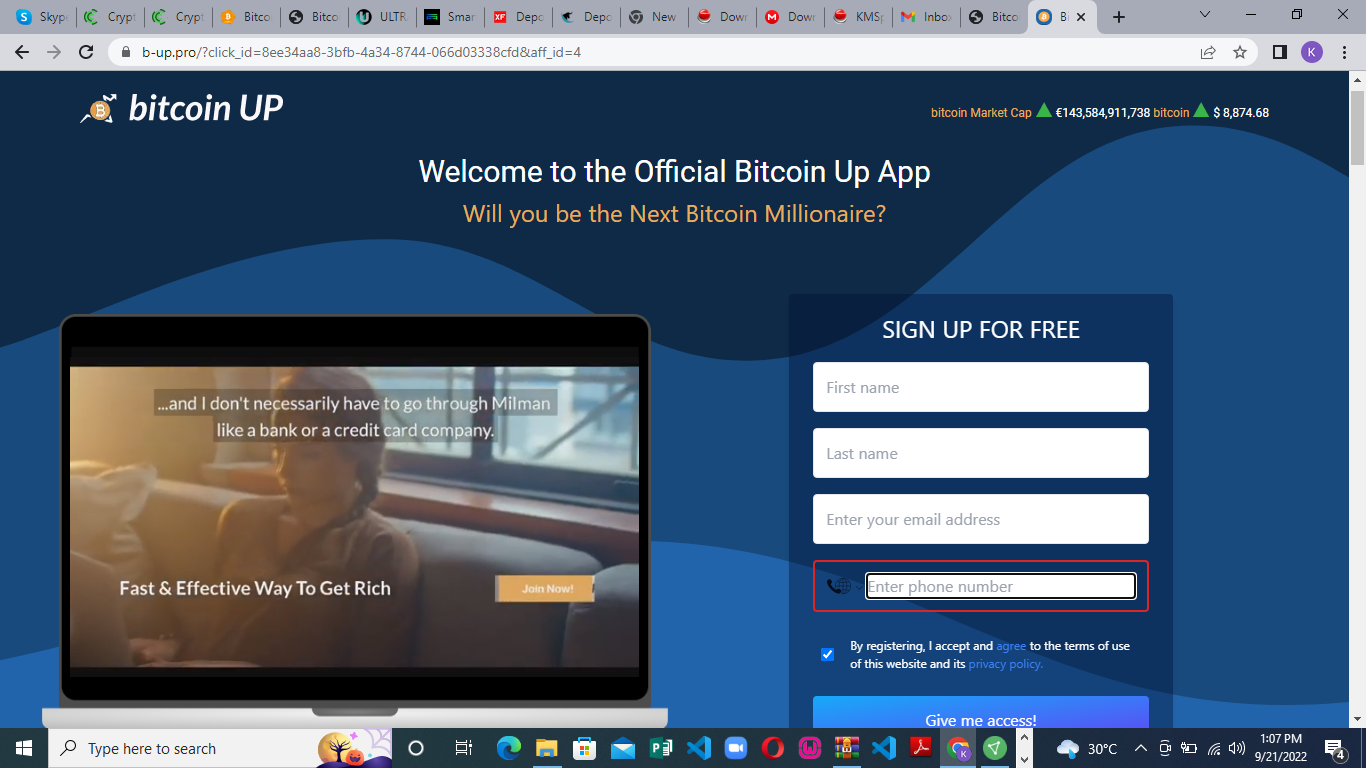 Skype
Crypt
Crypt
Bitco
Bitco
ULTR
Smar
Depo
Depo
New
Dow
Dow
KMSp
Inbo
Bitco
Bi
b-up.pro/?click_id=8ee34aa8-3bfb-4a34-8744-066d03338cfd&aff_id=4
K
bitcoin UP
bitcoin Market Cap €143,584,911,738 bitcoin $ 8,874.68
Welcome to the Official Bitcoin Up App
Will you be the Next Bitcoin Millionaire?
...and I don't necessarily have to go through Milman
like a bank or a credit card company.
Fast & Effective Way To Get Rich
Join Now!
SIGN UP FOR FREE
First name
Last name
Enter your email address
Enter phone number
By registering, I accept and agree to the terms of use
of this website and its privacy policy.
Give me access!
Type here to search
30°C
1:07 PM
9/21/2022
4